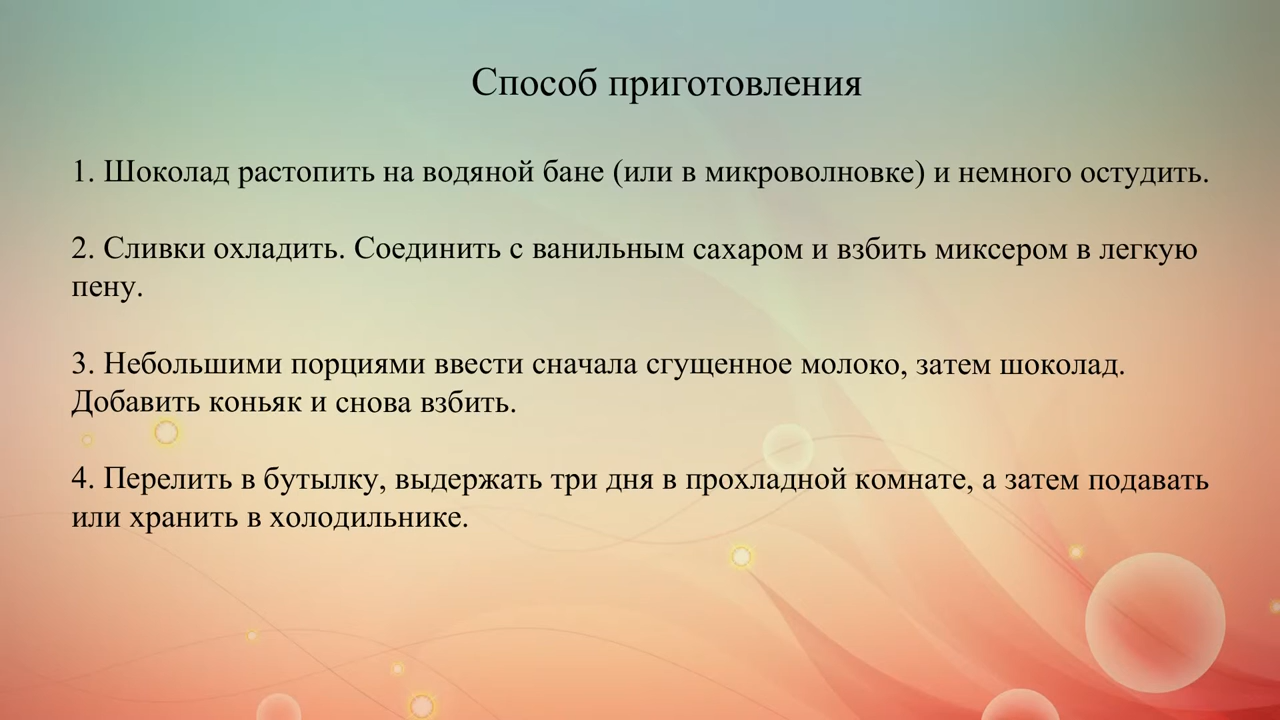 Способ приготовления
1. Шоколад растопить на водяной бане (или в микроволновке) и немного остудить.
2. Сливки охладить. Соединить с ванильным сахаром и взбить миксером в легкую
пену.
3. Небольшими порциями ввести сначала сгущенное молоко, затем шоколад.
Добавить коньяк и снова взбить.
4. Перелить в бутылку, выдержать три дня в прохладной комнате, а затем подавать
или хранить в холодильнике.